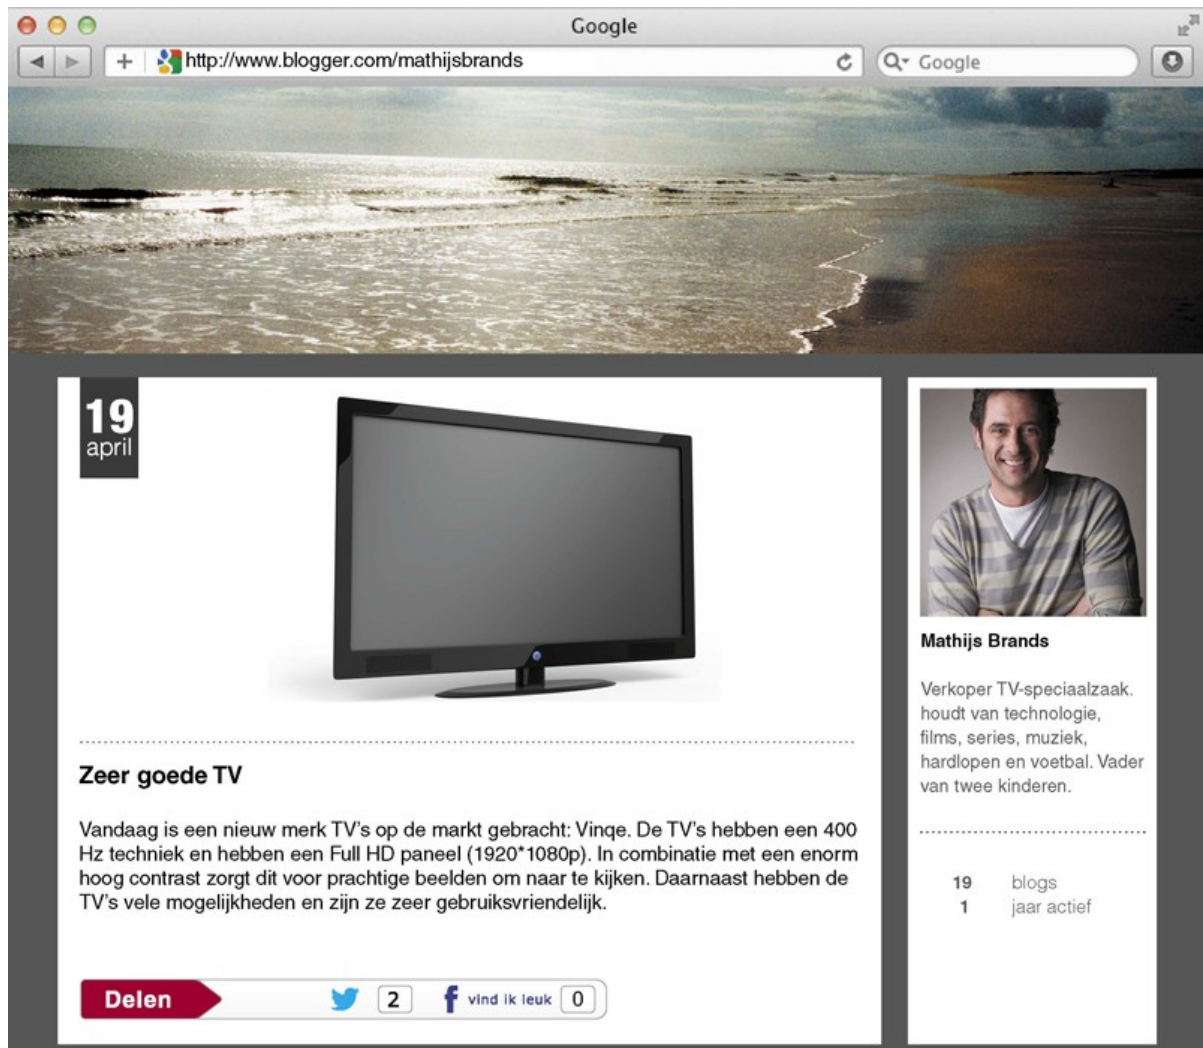 Google
http://www.blogger.com/mathijsbrands
Google
19
april
Zeer goede TV
Vandaag is een nieuw merk TV's op de markt gebracht: Vinqe. De TV's hebben een 400
Hz techniek en hebben een Full HD paneel (1920*1080p). In combinatie met een enorm
hoog contrast zorgt dit voor prachtige beelden om naar te kijken. Daarnaast hebben de
TV's vele mogelijkheden en zijn ze zeer gebruiksvriendelijk.
Delen 2 vind ik leuk 0
Mathijs Brands
Verkoper TV-speciaalzaak.
houdt van technologie,
films, series, muziek,
hardlopen en voetbal. Vader
van twee kinderen.
19 blogs
1 jaar actief